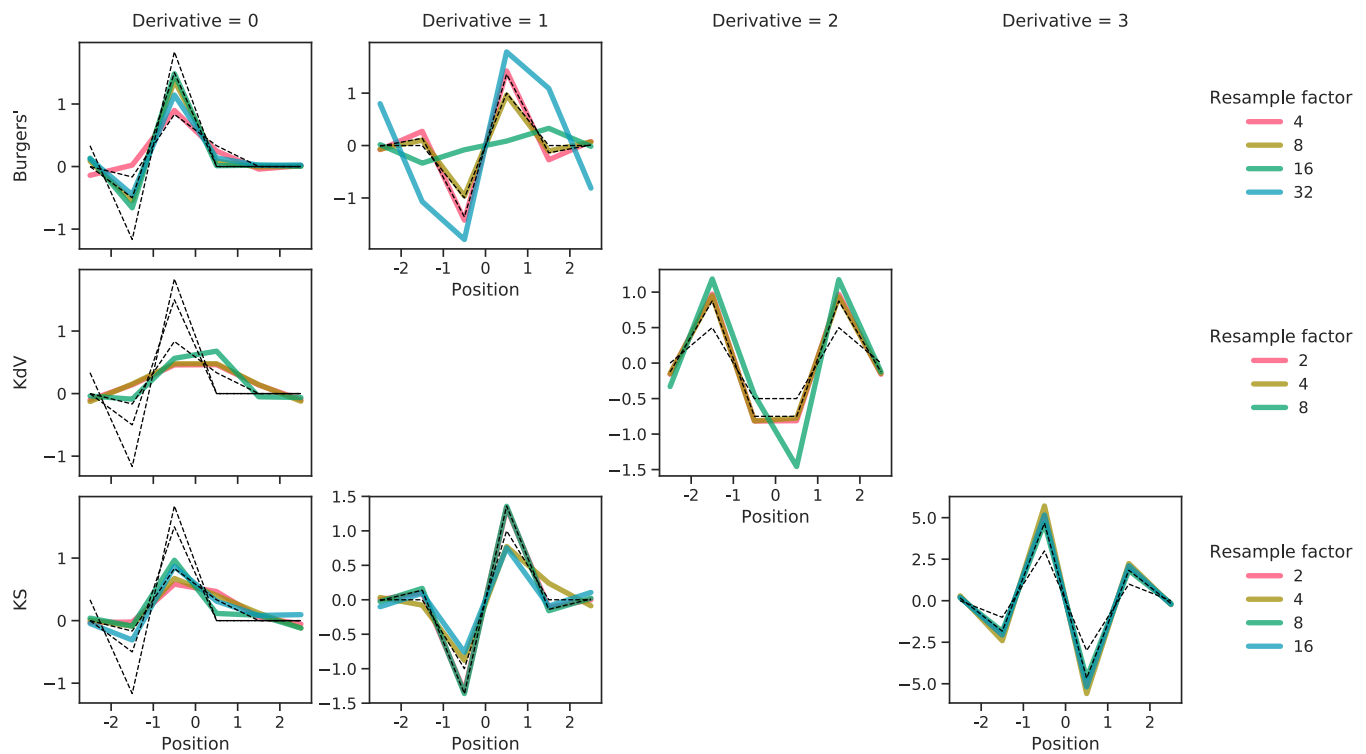 Derivative = 0 Derivative = 1 Derivative = 2 Derivative = 3
Burgers'
1
0
−1
1
0
−1
-2 -1 0 1 2
Position
Resample factor
4
8
16
32
KdV
1
0
−1
1.0
0.5
0.0
−0.5
−1.0
−1.5
-2 -1 0 1 2
Position
Resample factor
2
4
8
KS
1
0
−1
-2 -1 0 1 2
Position
1.5
1.0
0.5
0.0
−0.5
−1.0
−1.5
-2 -1 0 1 2
Position
5.0
2.5
0.0
−2.5
−5.0
-2 -1 0 1 2
Position
Resample factor
2
4
8
16